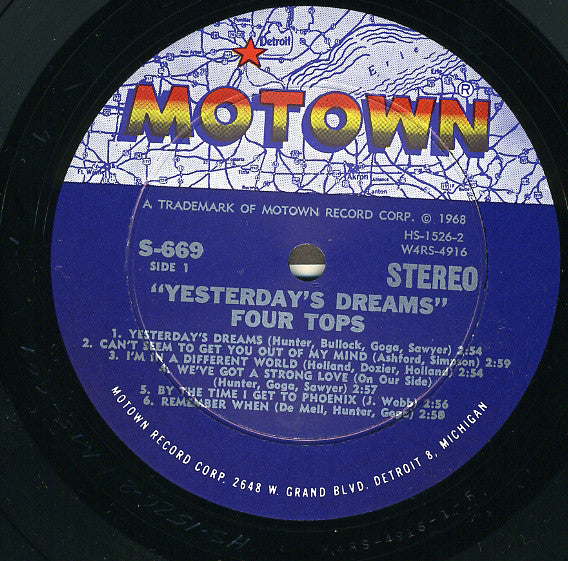 Detroit
Erie
MOTOWN®
Ft. Wayne
Akron
Canton
A TRADEMARK OF MOTOWN RECORD CORP. © 1968
HS-1526-2
S-669
W4RS-4916
SIDE 1
STEREO
"YESTERDAY'S DREAMS"
FOUR TOPS
1. YESTERDAY'S DREAMS (Hunter, Bullock, Goga, Sawyer) 2:54
2. CAN'T SEEM TO GET YOU OUT OF MY MIND (Ashford, Simpson) 2:59
3. I'M IN A DIFFERENT WORLD (Holland, Dozier, Holland) 2:54
4. WE'VE GOT A STRONG LOVE (On Our Side)
(Hunter, Goga, Sawyer) 2:57
5. BY THE TIME I GET TO PHOENIX (J. Webb) 2:56
6. REMEMBER WHEN (De Mell, Hunter, Goga) 2:58
MOTOWN RECORD CORP. 2648 W. GRAND BLVD. DETROIT 8, MICHIGAN